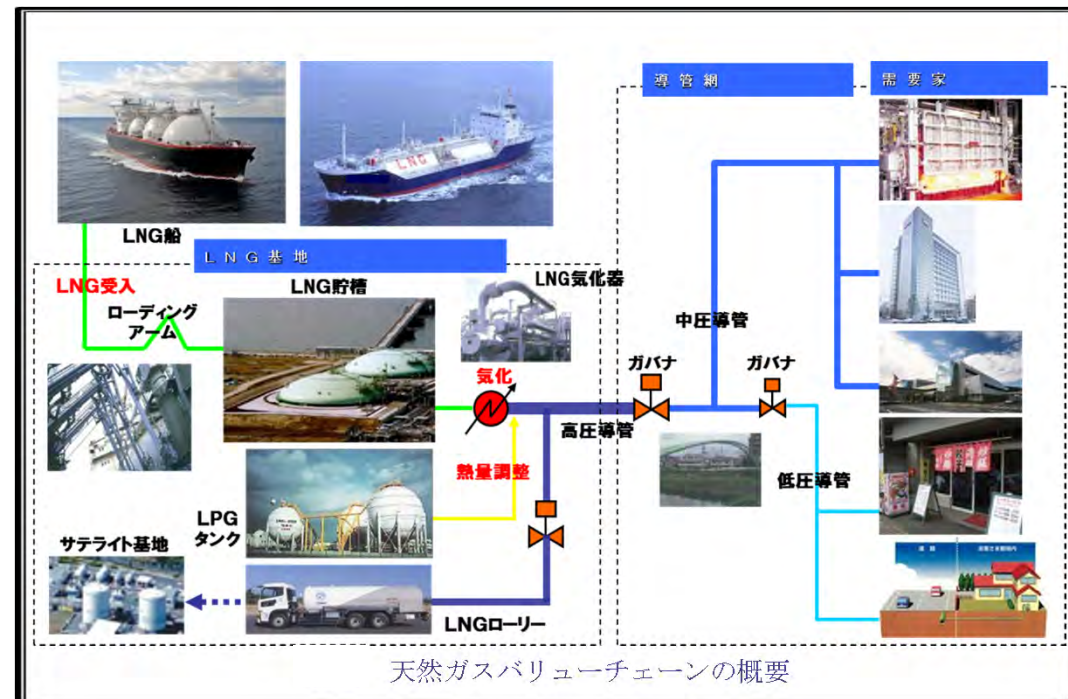 導管網
需要家
LNG
LNG船
LNG基地
LNG受入
LNG貯槽
LNG気化器
ローディング
アーム
中圧導管
ガバナ
ガバナ
気化
高圧導管
熱量調整
低圧導管
LPG
タンク
サテライト基地
LNGローリー
道路
天然ガスバリューチェーンの概要